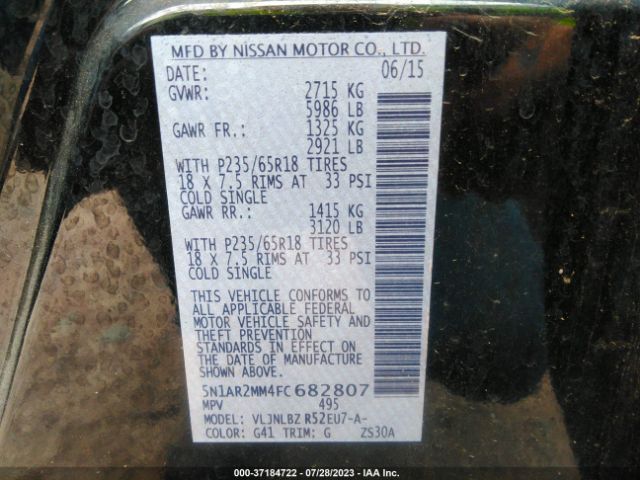 MFD BY NISSAN MOTOR CO., LTD.
DATE: 06/15
GVWR: 2715 KG
5986 LB
GAWR FR.: 1325 KG
2921 LB
WITH P235/65R18 TIRES
18 X 7.5 RIMS AT 33 PSI
COLD SINGLE
GAWR RR.: 1415 KG
3120 LB
WITH P235/65R18 TIRES
18 X 7.5 RIMS AT 33 PSI
COLD SINGLE
THIS VEHICLE CONFORMS TO
ALL APPLICABLE FEDERAL
MOTOR VEHICLE SAFETY AND
THEFT PREVENTION
STANDARDS IN EFFECT ON
THE DATE OF MANUFACTURE
SHOWN ABOVE.
5N1AR2MM4FC682807
MPV 495
MODEL: VLJNLBZ R52EU7-A-
COLOR: G41 TRIM: G ZS30A
000-37184722 - 07/28/2023 - IAA Inc.